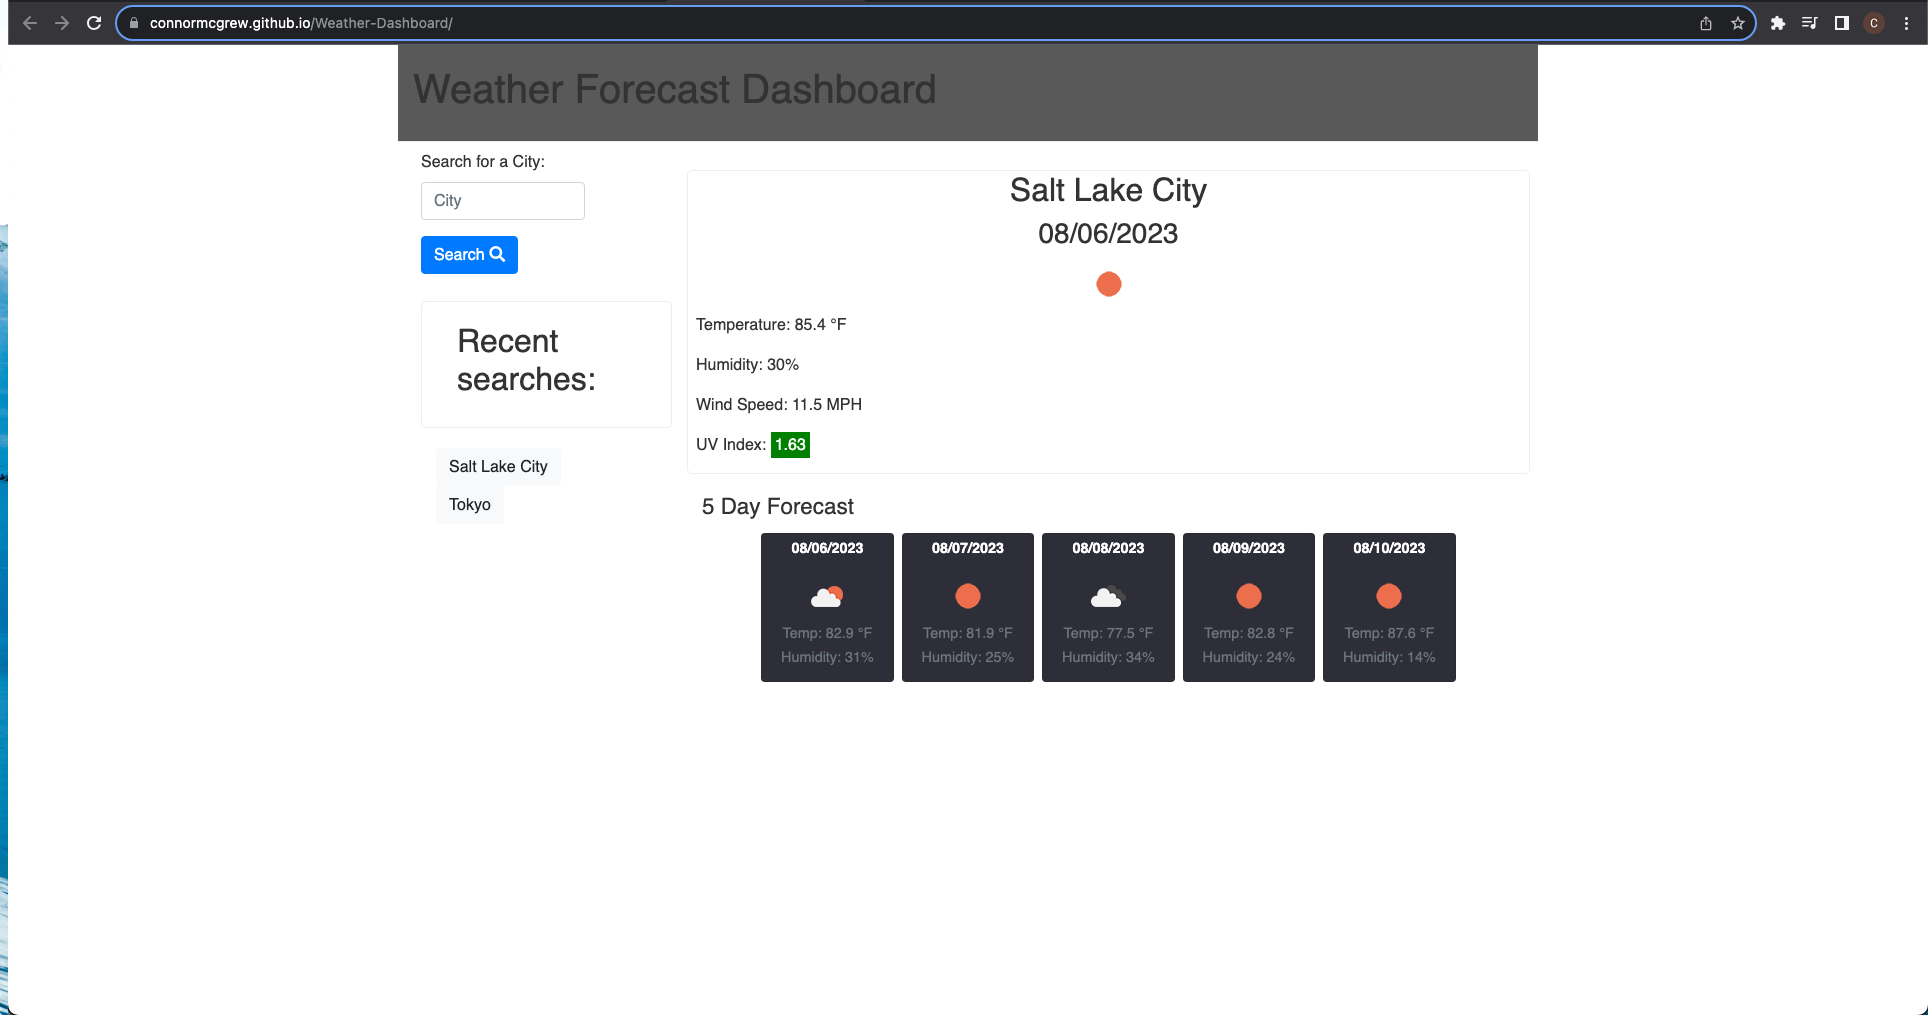 connormcgrew.github.io/Weather-Dashboard/
C
Weather Forecast Dashboard
Search for a City:
City
Search
Recent
searches:
Salt Lake City
Tokyo
Salt Lake City
08/06/2023
Temperature: 85.4 °F
Humidity: 30%
Wind Speed: 11.5 MPH
UV Index: 1.63
5 Day Forecast
08/06/2023
Temp: 82.9 °F
Humidity: 31%
08/07/2023
Temp: 81.9 °F
Humidity: 25%
08/08/2023
Temp: 77.5 °F
Humidity: 34%
08/09/2023
Temp: 82.8 °F
Humidity: 24%
08/10/2023
Temp: 87.6 °F
Humidity: 14%